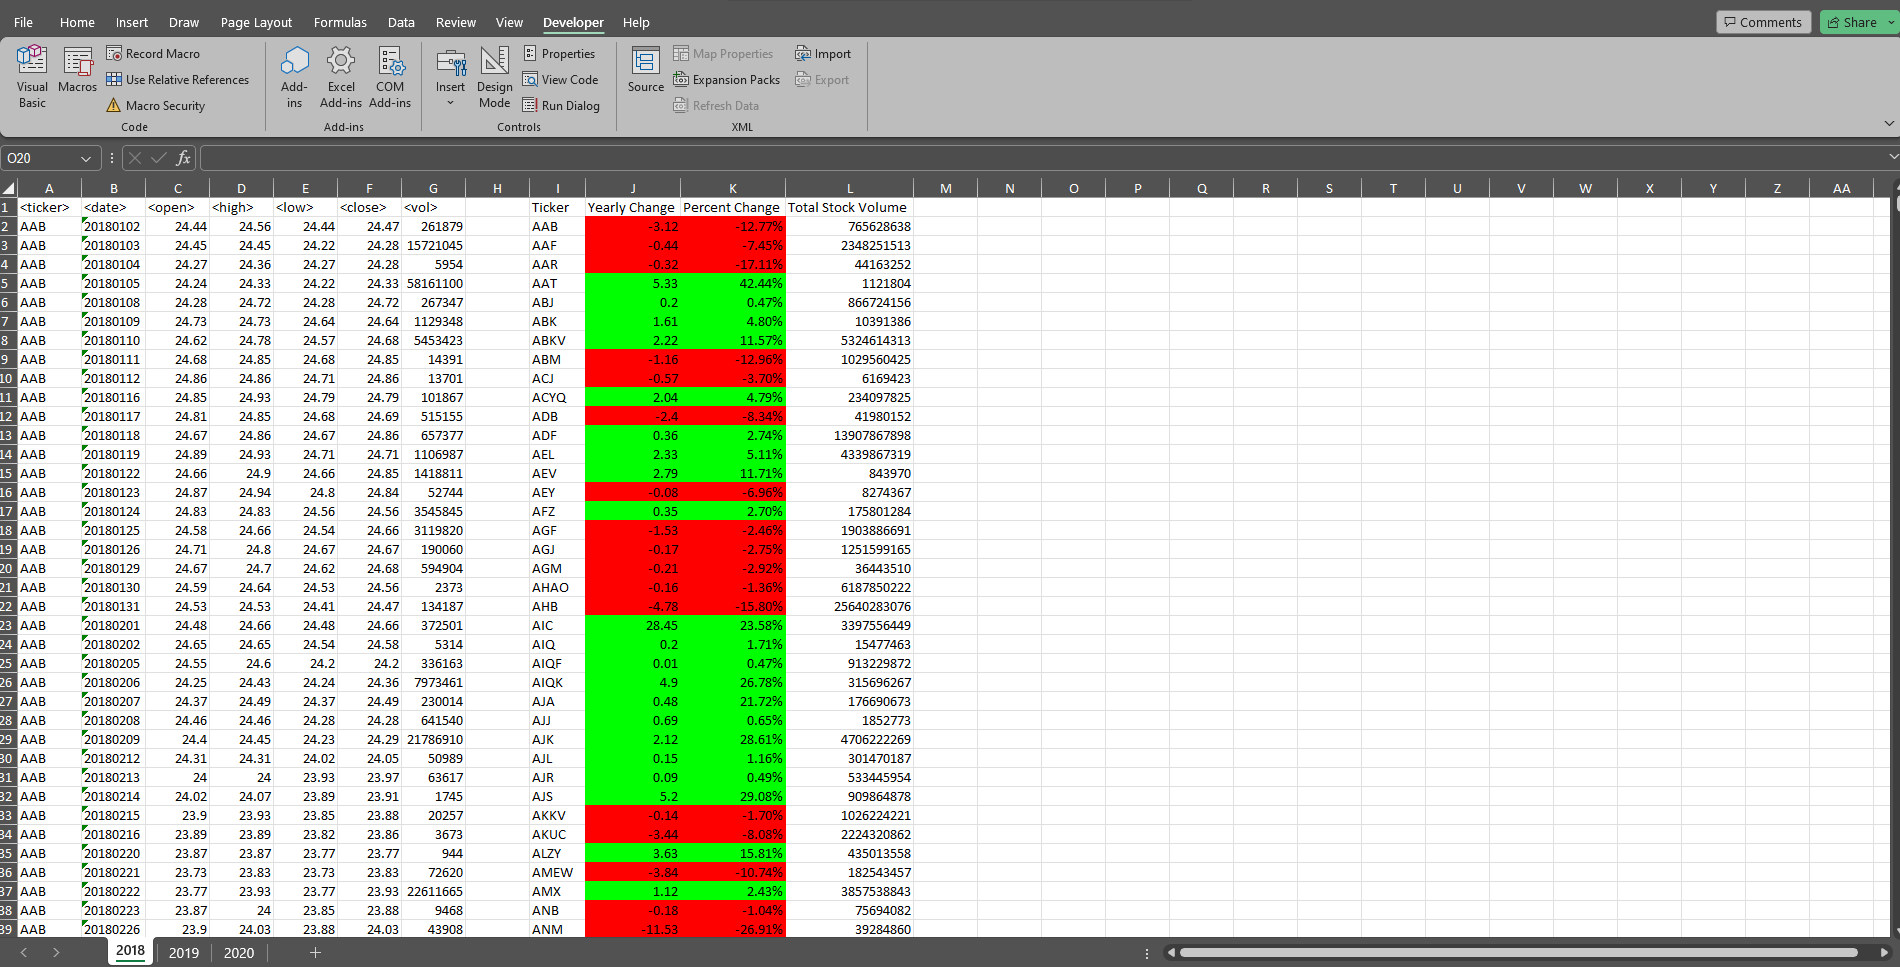 File Home Insert Draw Page Layout Formulas Data Review View Developer Help Comments Share
Visual Basic Macros Record Macro Use Relative References Macro Security Code
Add-ins Excel Add-ins COM Add-ins Add-ins
Insert Design Mode Properties View Code Run Dialog Controls
Source Map Properties Expansion Packs Refresh Data Import Export XML
O20 fx
A B C D E F G H I J K L M N O P Q R S T U V W X Y Z AA
1 <ticker> <date> <open> <high> <low> <close> <vol> Ticker Yearly Change Percent Change Total Stock Volume
2 AAB 20180102 24.44 24.56 24.44 24.47 261879 AAB -3.12 -12.77% 765628638
3 AAB 20180103 24.45 24.45 24.22 24.28 15721045 AAF -0.44 -7.45% 2348251513
4 AAB 20180104 24.27 24.36 24.27 24.28 5954 AAR -0.32 -17.11% 44163252
5 AAB 20180105 24.24 24.33 24.22 24.33 58161100 AAT 5.33 42.44% 1121804
6 AAB 20180108 24.28 24.72 24.28 24.72 267347 ABJ 0.2 0.47% 866724156
7 AAB 20180109 24.73 24.73 24.64 24.64 1129348 ABK 1.61 4.80% 10391386
8 AAB 20180110 24.62 24.78 24.57 24.68 5453423 ABKV 2.22 11.57% 5324614313
9 AAB 20180111 24.68 24.85 24.68 24.85 14391 ABM -1.16 -12.96% 1029560425
10 AAB 20180112 24.86 24.86 24.71 24.86 13701 ACJ -0.57 -3.70% 6169423
11 AAB 20180116 24.85 24.93 24.79 24.79 101867 ACYQ 2.04 4.79% 234097825
12 AAB 20180117 24.81 24.85 24.68 24.69 515155 ADB -2.4 -8.34% 41980152
13 AAB 20180118 24.67 24.86 24.67 24.86 657377 ADF 0.36 2.74% 13907867898
14 AAB 20180119 24.89 24.93 24.71 24.71 1106987 AEL 2.33 5.11% 4339867319
15 AAB 20180122 24.66 24.9 24.66 24.85 1418811 AEV 2.79 11.71% 843970
16 AAB 20180123 24.87 24.94 24.8 24.84 52744 AEY -0.08 -6.96% 8274367
17 AAB 20180124 24.83 24.83 24.56 24.56 3545845 AFZ 0.35 2.70% 175801284
18 AAB 20180125 24.58 24.66 24.54 24.66 3119820 AGF -1.53 -2.46% 1903886691
19 AAB 20180126 24.71 24.8 24.67 24.67 190060 AGJ -0.17 -2.75% 1251599165
20 AAB 20180129 24.67 24.7 24.62 24.68 594904 AGM -0.21 -2.92% 36443510
21 AAB 20180130 24.59 24.64 24.53 24.56 2373 AHAO -0.16 -1.36% 6187850222
22 AAB 20180131 24.53 24.53 24.41 24.47 134187 AHB -4.78 -15.80% 25640283076
23 AAB 20180201 24.48 24.66 24.48 24.66 372501 AIC 28.45 23.58% 3397556449
24 AAB 20180202 24.65 24.65 24.54 24.58 5314 AIQ 0.2 1.71% 15477463
25 AAB 20180205 24.55 24.6 24.2 24.2 336163 AIQF 0.01 0.47% 913229872
26 AAB 20180206 24.25 24.43 24.24 24.36 7973461 AIQK 4.9 26.78% 315696267
27 AAB 20180207 24.37 24.49 24.37 24.49 230014 AJA 0.48 21.72% 176690673
28 AAB 20180208 24.46 24.46 24.28 24.28 641540 AJJ 0.69 0.65% 1852773
29 AAB 20180209 24.4 24.45 24.23 24.29 21786910 AJK 2.12 28.61% 4706222269
30 AAB 20180212 24.31 24.31 24.02 24.05 50989 AJL 0.15 1.16% 301470187
31 AAB 20180213 24 24 23.93 23.97 63617 AJR 0.09 0.49% 533445954
32 AAB 20180214 24.02 24.07 23.89 23.91 1745 AJS 5.2 29.08% 909864878
33 AAB 20180215 23.9 23.93 23.85 23.88 20257 AKKV -0.14 -1.70% 1026224221
34 AAB 20180216 23.89 23.89 23.82 23.86 3673 AKUC -3.44 -8.08% 2224320862
35 AAB 20180220 23.87 23.87 23.77 23.77 944 ALZY 3.63 15.81% 435013558
36 AAB 20180221 23.73 23.83 23.73 23.83 72620 AMEW -3.84 -10.74% 182543457
37 AAB 20180222 23.77 23.93 23.77 23.93 22611665 AMX 1.12 2.43% 3857538843
38 AAB 20180223 23.87 24 23.85 23.88 9468 ANB -0.18 -1.04% 75694082
39 AAB 20180226 23.9 24.03 23.88 24.03 43908 ANM -11.53 -26.91% 39284860
2018 2019 2020